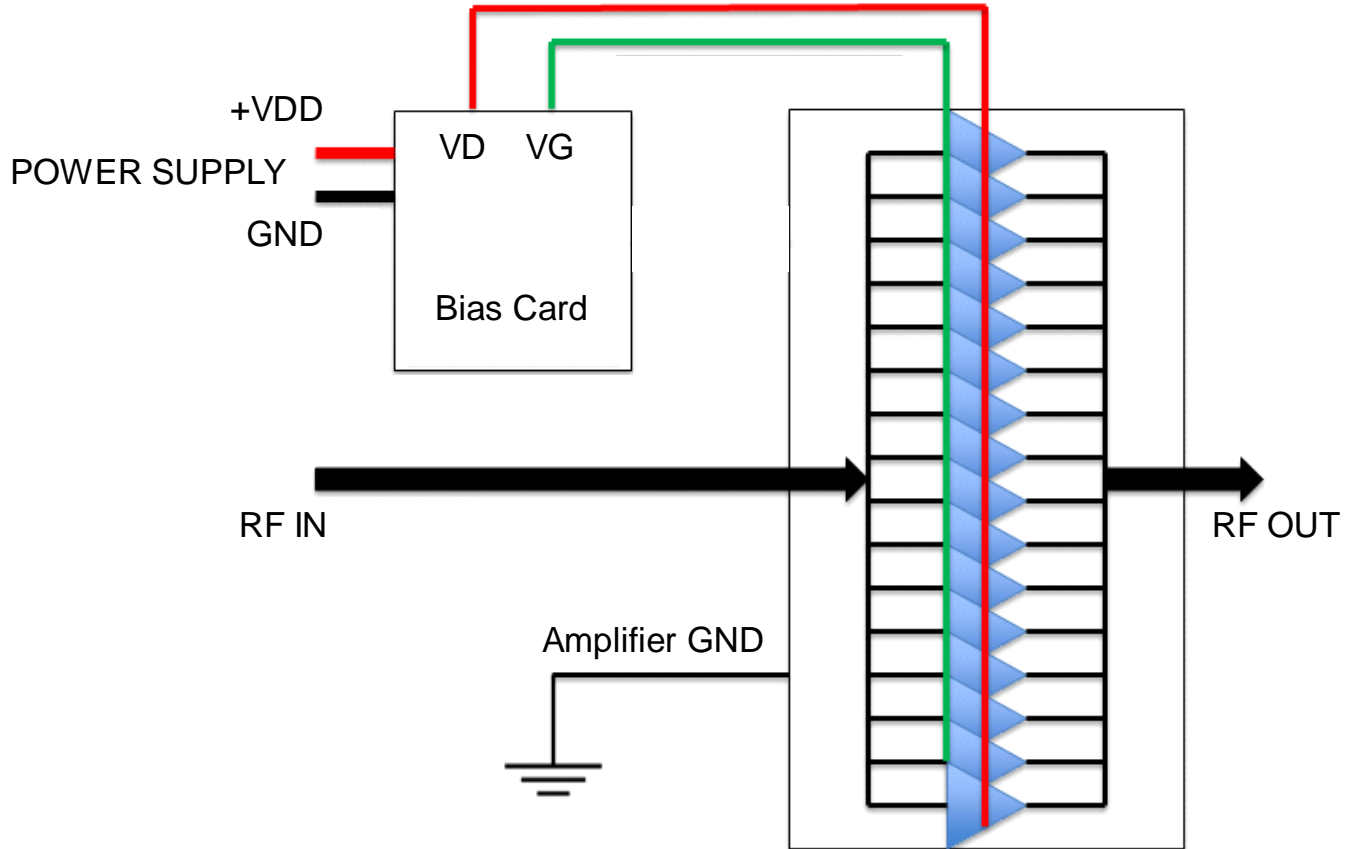 +VDD
POWER SUPPLY
GND
VD VG
Bias Card
RF IN
RF OUT
Amplifier GND